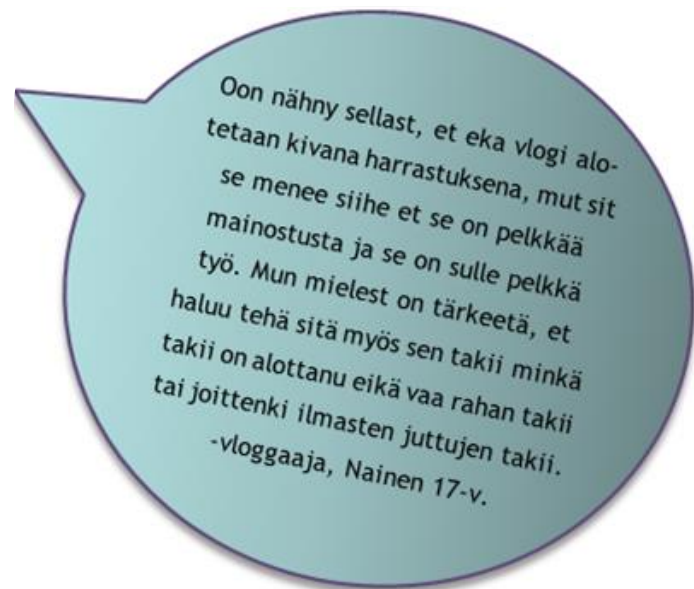 Oon nähny sellast, et eka vlogi alo-
tetaan kivana harrastuksena, mut sit
se menee siihe et se on pelkkää
mainostusta ja se on sulle pelkkä
työ. Mun mielest on tärkeetä, et
haluu tehä sitä myös sen takii minkä
takii on alottanu eikä vaa rahan takii
tai joittenki ilmasten juttujen takii.
-vloggaaja, Nainen 17-v.